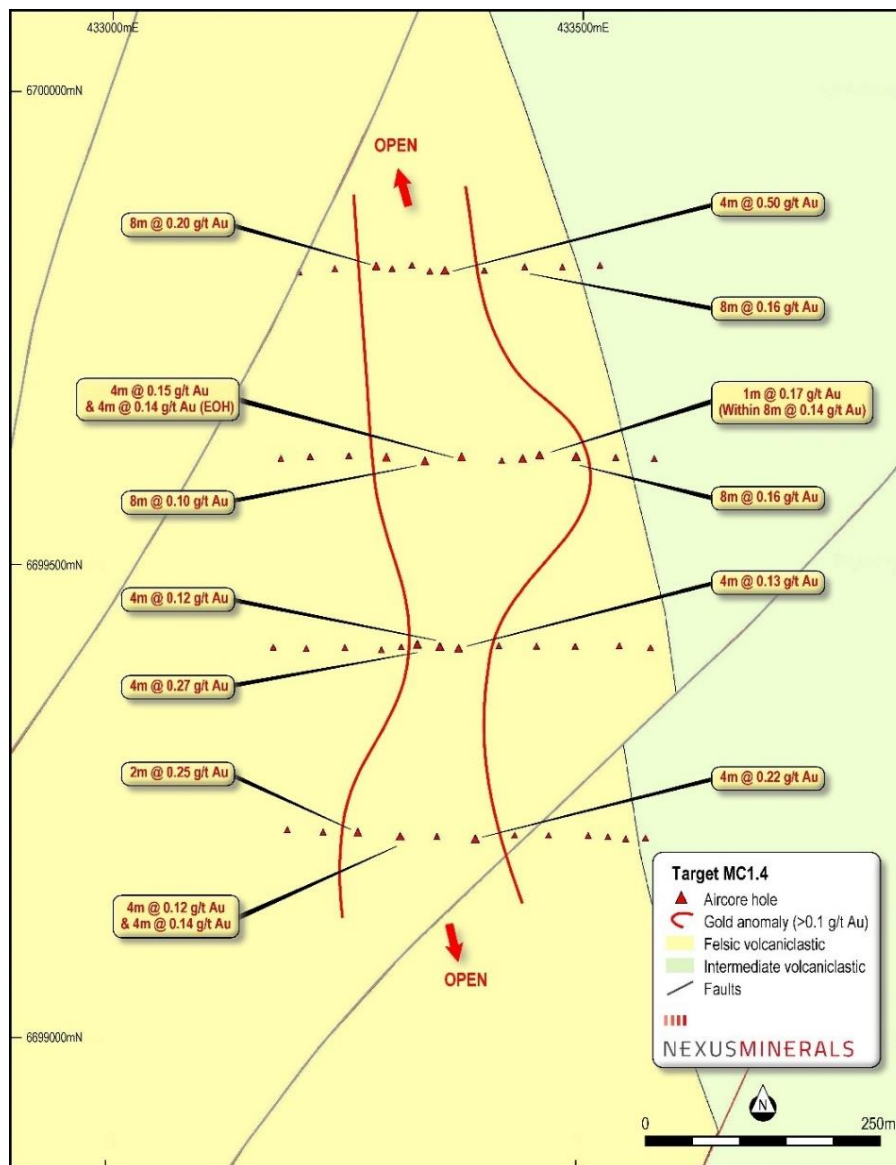 433000mE
433500mE
6700000mN
OPEN
8m @ 0.20 g/t Au
4m @ 0.50 g/t Au
8m @ 0.16 g/t Au
4m @ 0.15 g/t Au
& 4m @ 0.14 g/t Au (EOH)
1m @ 0.17 g/t Au
(Within 8m @ 0.14 g/t Au)
8m @ 0.10 g/t Au
8m @ 0.16 g/t Au
6699500mN
4m @ 0.12 g/t Au
4m @ 0.13 g/t Au
4m @ 0.27 g/t Au
2m @ 0.25 g/t Au
4m @ 0.22 g/t Au
4m @ 0.12 g/t Au
& 4m @ 0.14 g/t Au
OPEN
6699000mN
Target MC1.4
Aircore hole
Gold anomaly (>0.1 g/t Au)
Felsic volcaniclastic
Intermediate volcaniclastic
Faults
NEXUSMINERALS
N
0
250m